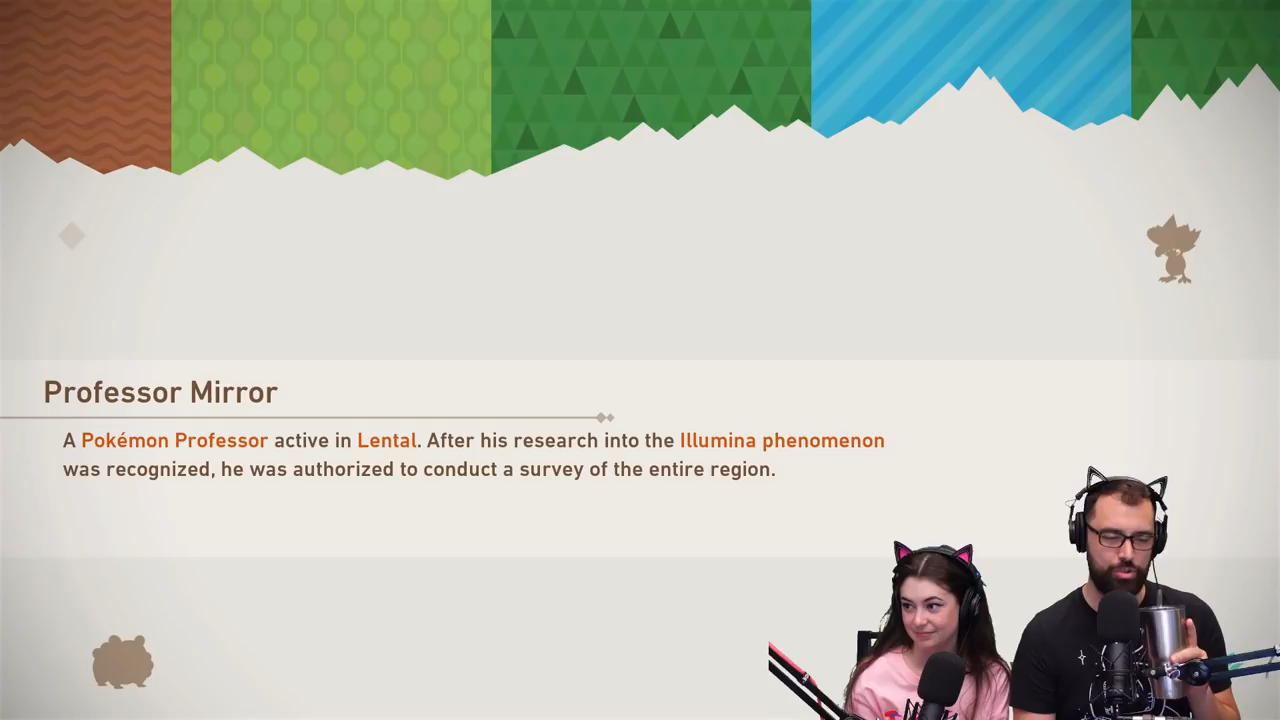 Professor Mirror
A Pokémon Professor active in Lental. After his research into the Illumina phenomenon
was recognized, he was authorized to conduct a survey of the entire region.